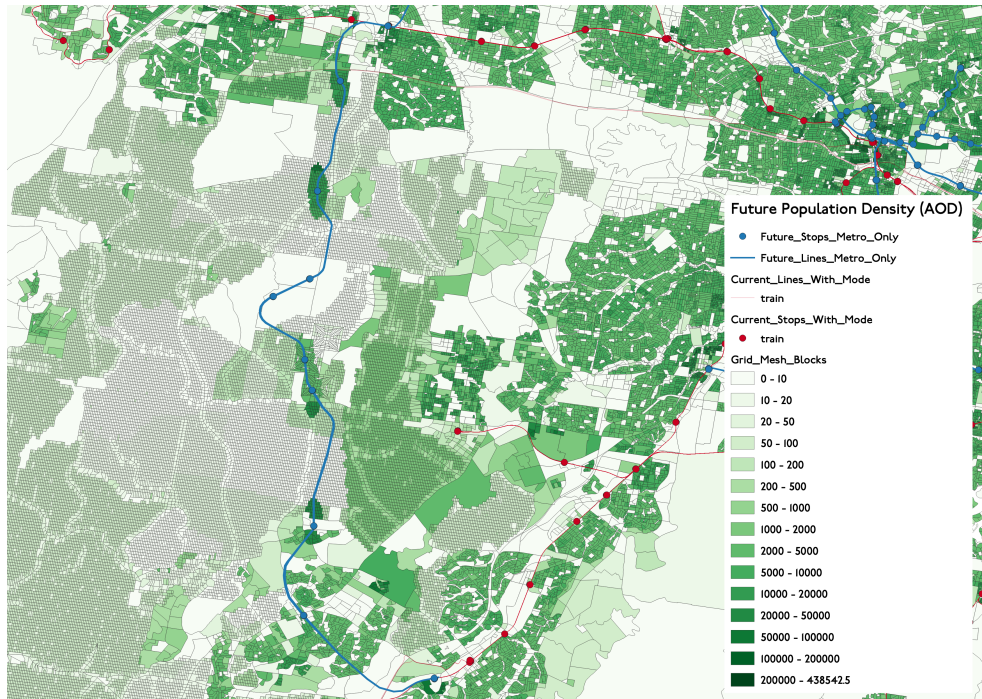 Future Population Density (AOD)
Future_Stops_Metro_Only
Future_Lines_Metro_Only
Current_Lines_With_Mode
train
Current_Stops_With_Mode
train
Grid_Mesh_Blocks
0 - 10
10 - 20
20 - 50
50 - 100
100 - 200
200 - 500
500 - 1000
1000 - 2000
2000 - 5000
5000 - 10000
10000 - 20000
20000 - 50000
50000 - 100000
100000 - 200000
200000 - 438542.5